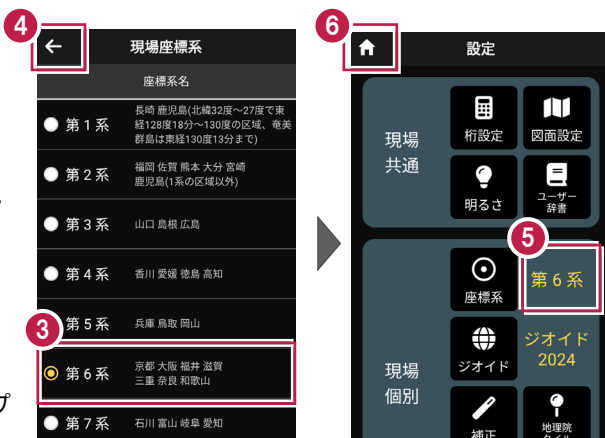 4
現場座標系
座標系名
第 1 系
長崎 鹿児島(北緯32度～27度で東
経128度18分～130度の区域、奄美
群島は東経130度13分まで)
第 2 系
福岡 佐賀 熊本 大分 宮崎
鹿児島(1系の区域以外)
第 3 系
山口 島根 広島
第 4 系
香川 愛媛 徳島 高知
第 5 系
兵庫 鳥取 岡山
3
第 6 系
京都 大阪 福井 滋賀
三重 奈良 和歌山
第 7 系
石川 富山 岐阜 愛知
プ
6
設定
現場
共通
桁設定
図面設定
明るさ
ユーザー
辞書
5
現場
個別
座標系
第 6 系
ジオイド
ジオイド
2024
補正
地理院
タイル